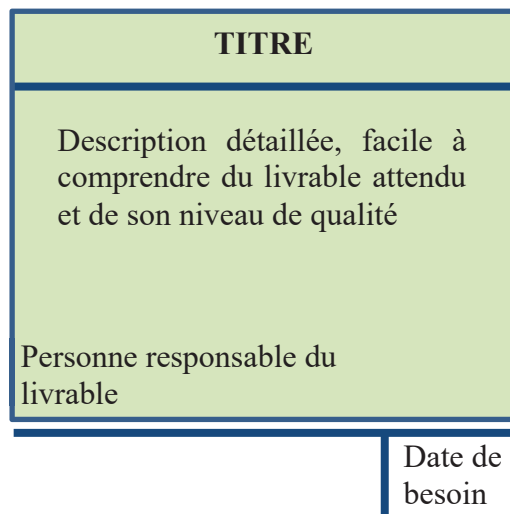 TITRE
Description détaillée, facile à
comprendre du livrable attendu
et de son niveau de qualité
Personne responsable du
livrable
Date de
besoin